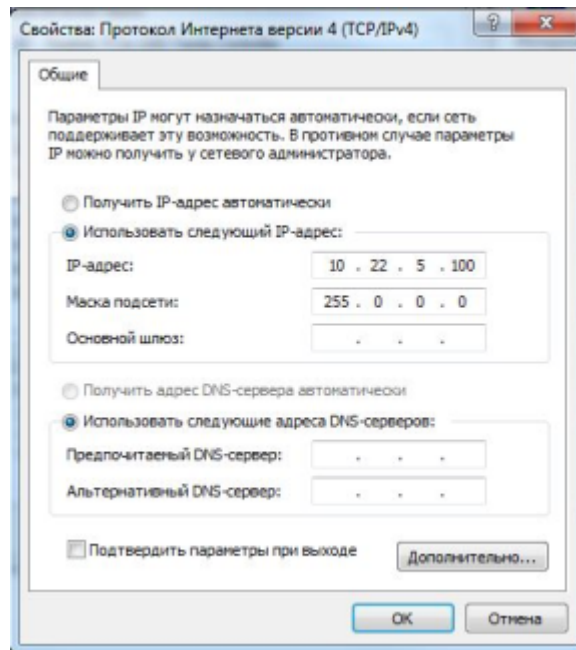 Свойства: Протокол Интернета версии 4 (TCP/IPv4)
Общие
Параметры IP могут назначаться автоматически, если сеть
поддерживает эту возможность. В противном случае параметры
IP можно получить у сетевого администратора.
Получить IP-адрес автоматически
Использовать следующий IP-адрес:
IP-адрес: 10 . 22 . 5 . 100
Маска подсети: 255 . 0 . 0 . 0
Основной шлюз: . . .
Получить адрес DNS-сервера автоматически
Использовать следующие адреса DNS-серверов:
Предпочитаемый DNS-сервер: . . .
Альтернативный DNS-сервер: . . .
Подтвердить параметры при выходе
Дополнительно...
OK Отмена